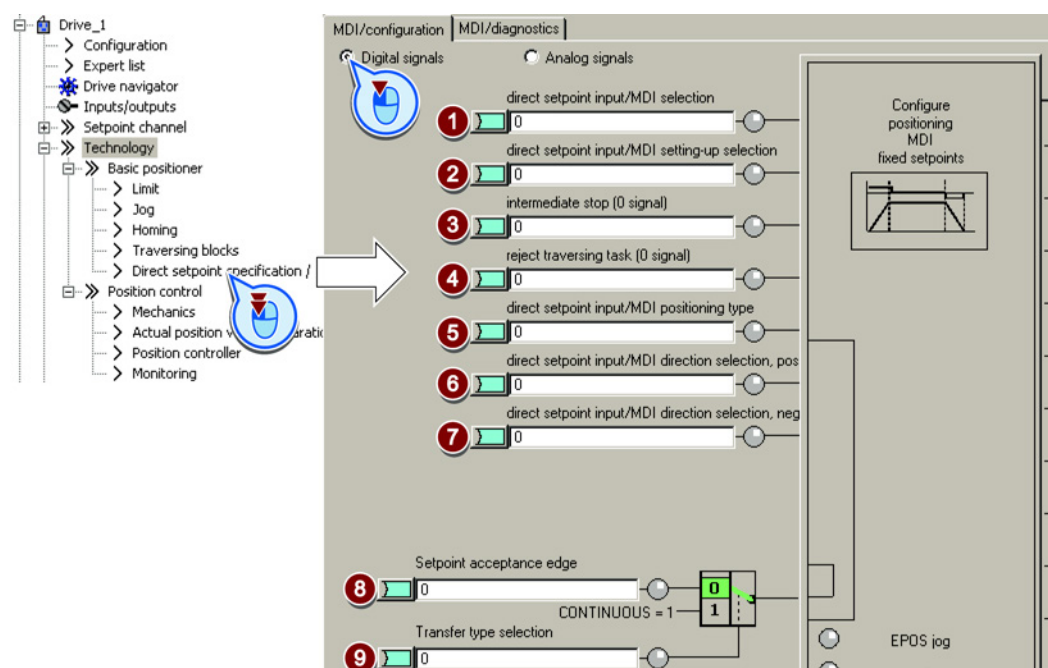 Drive_1
Configuration
Expert list
Drive navigator
Inputs/outputs
Setpoint channel
Technology
Basic positioner
Limit
Jog
Homing
Traversing blocks
Direct setpoint specification /
Position control
Mechanics
Actual position v
Position controller
Monitoring
MDI/configuration
MDI/diagnostics
Digital signals
Analog signals
direct setpoint input/MDI selection
1
0
direct setpoint input/MDI setting-up selection
2
0
intermediate stop (0 signal)
3
0
reject traversing task (0 signal)
4
0
direct setpoint input/MDI positioning type
5
0
direct setpoint input/MDI direction selection, pos
6
0
direct setpoint input/MDI direction selection, neg
7
0
Setpoint acceptance edge
8
0
0
CONTINUOUS = 1
1
Transfer type selection
9
0
Configure
positioning
MDI
fixed setpoints
EPOS jog